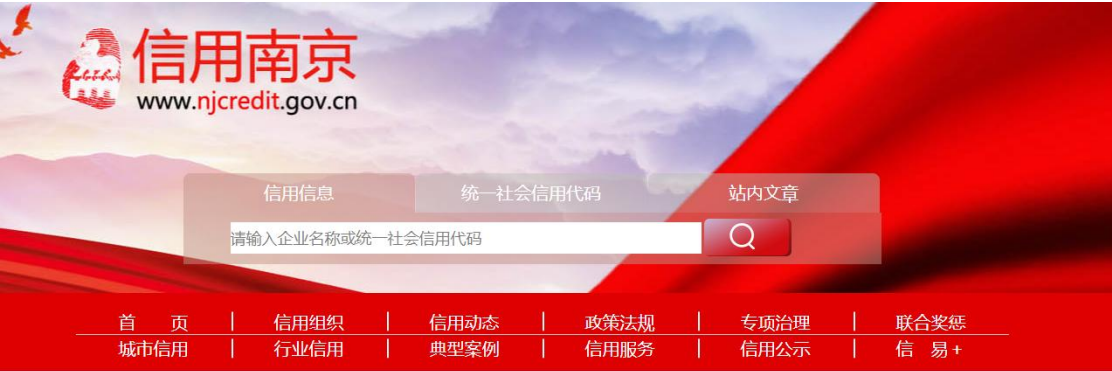 信用南京
www.njcredit.gov.cn
信用信息 统一社会信用代码 站内文章
请输入企业名称或统一社会信用代码
首 页 | 信用组织 | 信用动态 | 政策法规 | 专项治理 | 联合奖惩
城市信用 | 行业信用 | 典型案例 | 信用服务 | 信用公示 | 信 易+